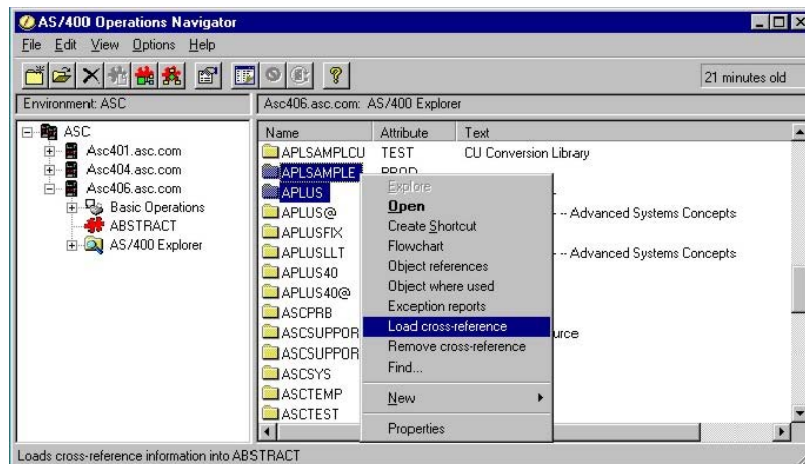 AS/400 Operations Navigator
File Edit View Options Help
21 minutes old
Environment: ASC
Asc406.asc.com: AS/400 Explorer
ASC
Asc401.asc.com
Asc404.asc.com
Asc406.asc.com
Basic Operations
ABSTRACT
AS/400 Explorer
Name Attribute Text
APLSAMPLCU TEST CU Conversion Library
APLSAMPLE PROD
APLUS
APLUS@ -- Advanced Systems Concepts
APLUSFIX
APLUSLLT -- Advanced Systems Concepts
APLUS40
APLUS40@
ASCPRB
ASCSUPPOR urce
ASCSUPPOR
ASCSYS
ASCTEMP
ASCTEST
Explore
Open
Create Shortcut
Flowchart
Object references
Object where used
Exception reports
Load cross-reference
Remove cross-reference
Find...
New
Properties
Loads cross-reference information into ABSTRACT